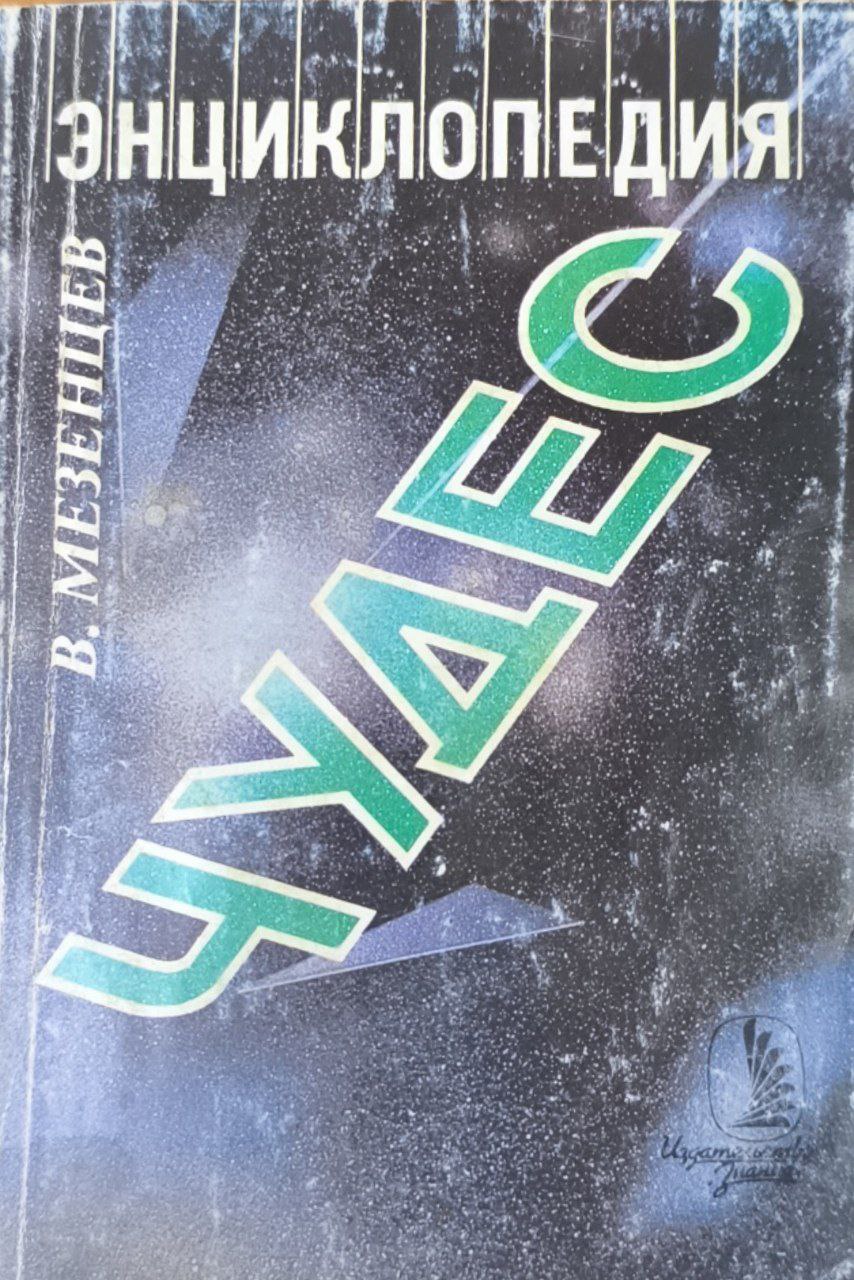 ЭНЦИКЛОПЕДИЯ
В. МЕЗЕНЦЕВ
ЧУДЕС
Издательство
Знание